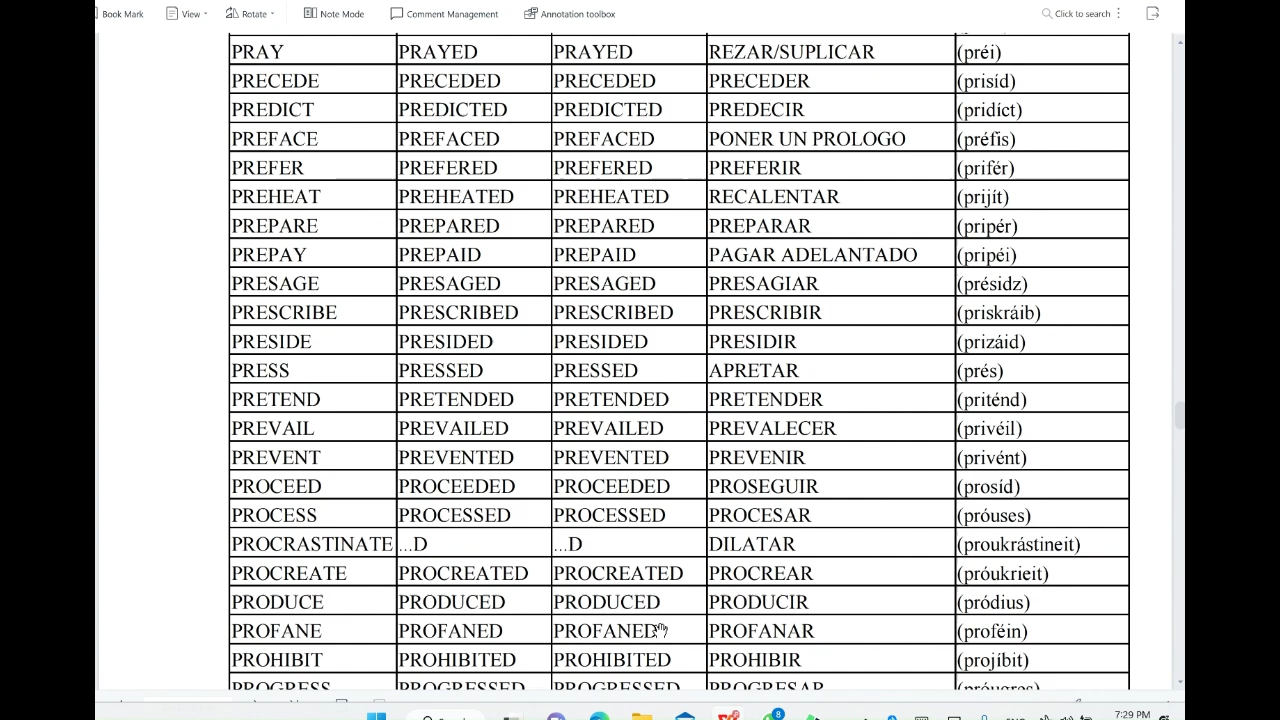 Book Mark View Rotate Note Mode Comment Management Annotation toolbox Click to search
PRAY PRAYED PRAYED REZAR/SUPLICAR (préi)
PRECEDE PRECEDED PRECEDED PRECEDER (prisíd)
PREDICT PREDICTED PREDICTED PREDECIR (pridíct)
PREFACE PREFACED PREFACED PONER UN PROLOGO (préfis)
PREFER PREFERED PREFERED PREFERIR (prifér)
PREHEAT PREHEATED PREHEATED RECALENTAR (prijít)
PREPARE PREPARED PREPARED PREPARAR (pripér)
PREPAY PREPAID PREPAID PAGAR ADELANTADO (pripéi)
PRESAGE PRESAGED PRESAGED PRESAGIAR (présidz)
PRESCRIBE PRESCRIBED PRESCRIBED PRESCRIBIR (priskráib)
PRESIDE PRESIDED PRESIDED PRESIDIR (prizáid)
PRESS PRESSED PRESSED APRETAR (prés)
PRETEND PRETENDED PRETENDED PRETENDER (priténd)
PREVAIL PREVAILED PREVAILED PREVALECER (privéil)
PREVENT PREVENTED PREVENTED PREVENIR (privént)
PROCEED PROCEEDED PROCEEDED PROSEGUIR (prosíd)
PROCESS PROCESSED PROCESSED PROCESAR (próuses)
PROCRASTINATE ...D ...D DILATAR (proukrástineit)
PROCREATE PROCREATED PROCREATED PROCREAR (próukrieit)
PRODUCE PRODUCED PRODUCED PRODUCIR (pródius)
PROFANE PROFANED PROFANED PROFANAR (proféin)
PROHIBIT PROHIBITED PROHIBITED PROHIBIR (projíbit)
PROGRESS PROGRESSED PROGRESSED PROGRESAR (próugres)
8 7:29 PM